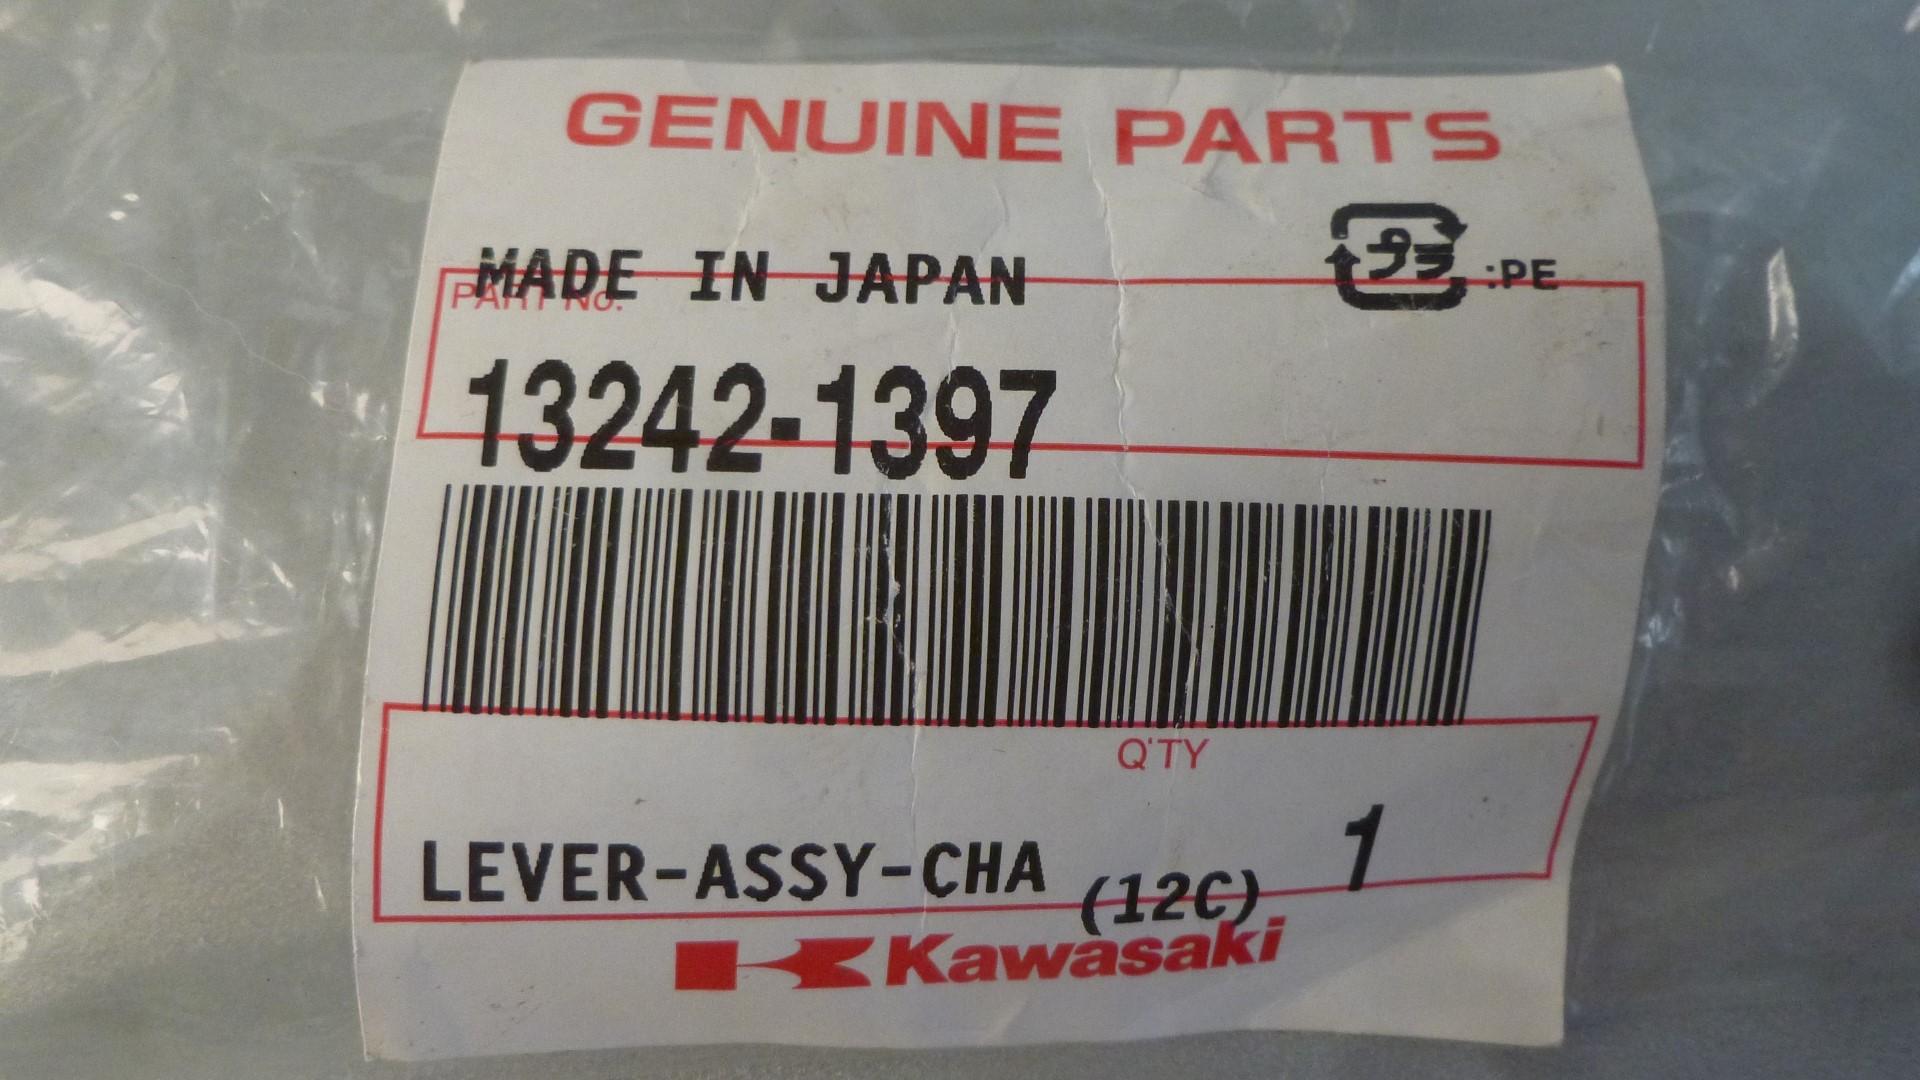 GENUINE PARTS
MADE IN JAPAN
プラ :PE
PART No.
13242-1397
Q'TY
LEVER-ASSY-CHA (12C) 1
Kawasaki